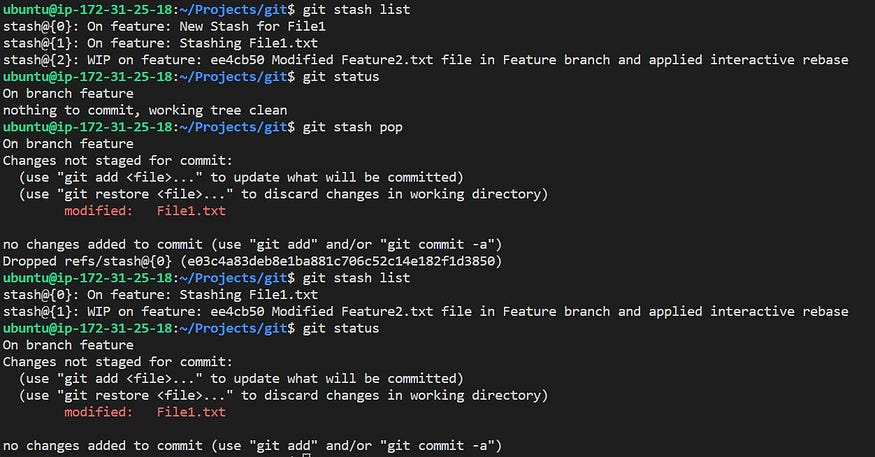 ubuntu@ip-172-31-25-18:~/Projects/git$ git stash list
stash@{0}: On feature: New Stash for File1
stash@{1}: On feature: Stashing File1.txt
stash@{2}: WIP on feature: ee4cb50 Modified Feature2.txt file in Feature branch and applied interactive rebase
ubuntu@ip-172-31-25-18:~/Projects/git$ git status
On branch feature
nothing to commit, working tree clean
ubuntu@ip-172-31-25-18:~/Projects/git$ git stash pop
On branch feature
Changes not staged for commit:
  (use "git add <file>..." to update what will be committed)
  (use "git restore <file>..." to discard changes in working directory)
        modified:   File1.txt

no changes added to commit (use "git add" and/or "git commit -a")
Dropped refs/stash@{0} (e03c4a83deb8e1ba881c706c52c14e182f1d3850)
ubuntu@ip-172-31-25-18:~/Projects/git$ git stash list
stash@{0}: On feature: Stashing File1.txt
stash@{1}: WIP on feature: ee4cb50 Modified Feature2.txt file in Feature branch and applied interactive rebase
ubuntu@ip-172-31-25-18:~/Projects/git$ git status
On branch feature
Changes not staged for commit:
  (use "git add <file>..." to update what will be committed)
  (use "git restore <file>..." to discard changes in working directory)
        modified:   File1.txt

no changes added to commit (use "git add" and/or "git commit -a")